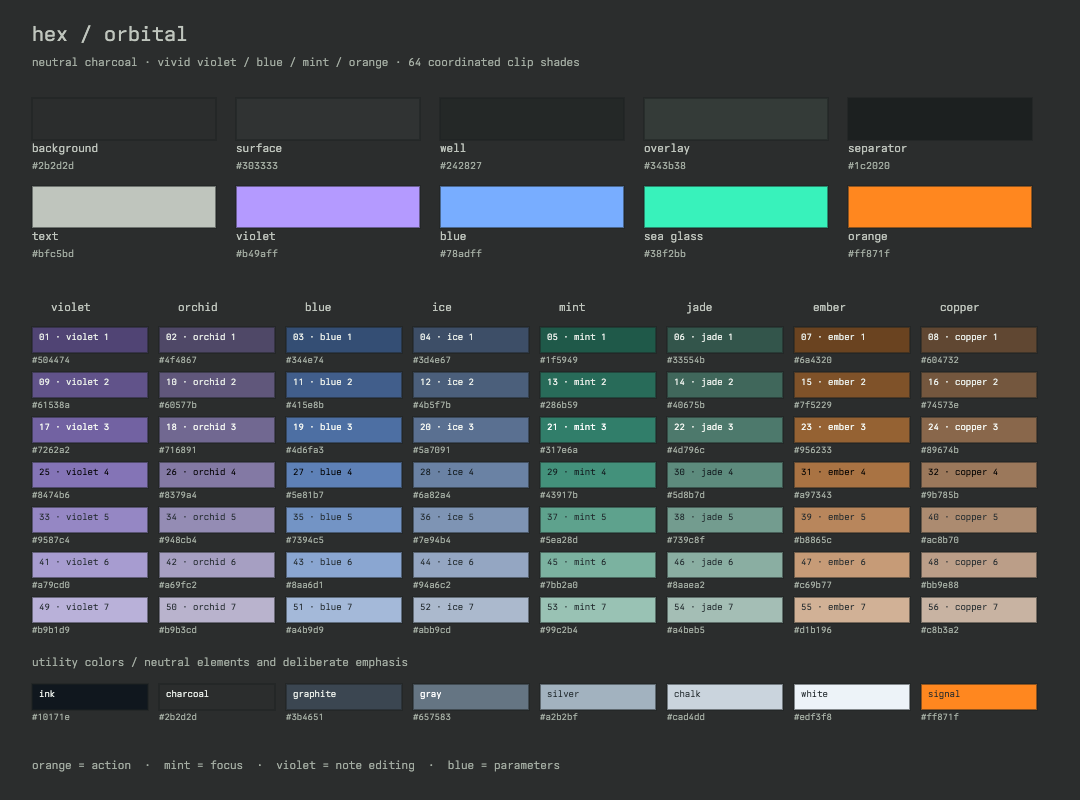 hex / orbital
neutral charcoal · vivid violet / blue / mint / orange · 64 coordinated clip shades
background surface well overlay separator
#2b2d2d #303333 #242827 #343b38 #1c2020
text violet blue sea glass orange
#bfc5bd #b49aff #78adff #38f2bb #ff871f
violet orchid blue ice mint jade ember copper
01 · violet 1 02 · orchid 1 03 · blue 1 04 · ice 1 05 · mint 1 06 · jade 1 07 · ember 1 08 · copper 1
#504474 #4f4867 #344e74 #3d4e67 #1f5949 #33554b #6a4320 #604732
09 · violet 2 10 · orchid 2 11 · blue 2 12 · ice 2 13 · mint 2 14 · jade 2 15 · ember 2 16 · copper 2
#61538a #60577b #415e8b #4b5f7b #286b59 #40675b #7f5229 #74573e
17 · violet 3 18 · orchid 3 19 · blue 3 20 · ice 3 21 · mint 3 22 · jade 3 23 · ember 3 24 · copper 3
#7262a2 #716891 #4d6fa3 #5a7091 #317e6a #4d796c #956233 #89674b
25 · violet 4 26 · orchid 4 27 · blue 4 28 · ice 4 29 · mint 4 30 · jade 4 31 · ember 4 32 · copper 4
#8474b6 #8379a4 #5e81b7 #6a82a4 #43917b #5d8b7d #a97343 #9b785b
33 · violet 5 34 · orchid 5 35 · blue 5 36 · ice 5 37 · mint 5 38 · jade 5 39 · ember 5 40 · copper 5
#9587c4 #948cb4 #7394c5 #7e94b4 #5ea28d #739c8f #b8865c #ac8b70
41 · violet 6 42 · orchid 6 43 · blue 6 44 · ice 6 45 · mint 6 46 · jade 6 47 · ember 6 48 · copper 6
#a79cd0 #a69fc2 #8aa6d1 #94a6c2 #7bb2a0 #8aaea2 #c69b77 #bb9e88
49 · violet 7 50 · orchid 7 51 · blue 7 52 · ice 7 53 · mint 7 54 · jade 7 55 · ember 7 56 · copper 7
#b9b1d9 #b9b3cd #a4b9d9 #abb9cd #99c2b4 #a4beb5 #d1b196 #c8b3a2
utility colors / neutral elements and deliberate emphasis
ink charcoal graphite gray silver chalk white signal
#10171e #2b2d2d #3b4651 #657583 #a2b2bf #cad4dd #edf3f8 #ff871f
orange = action · mint = focus · violet = note editing · blue = parameters